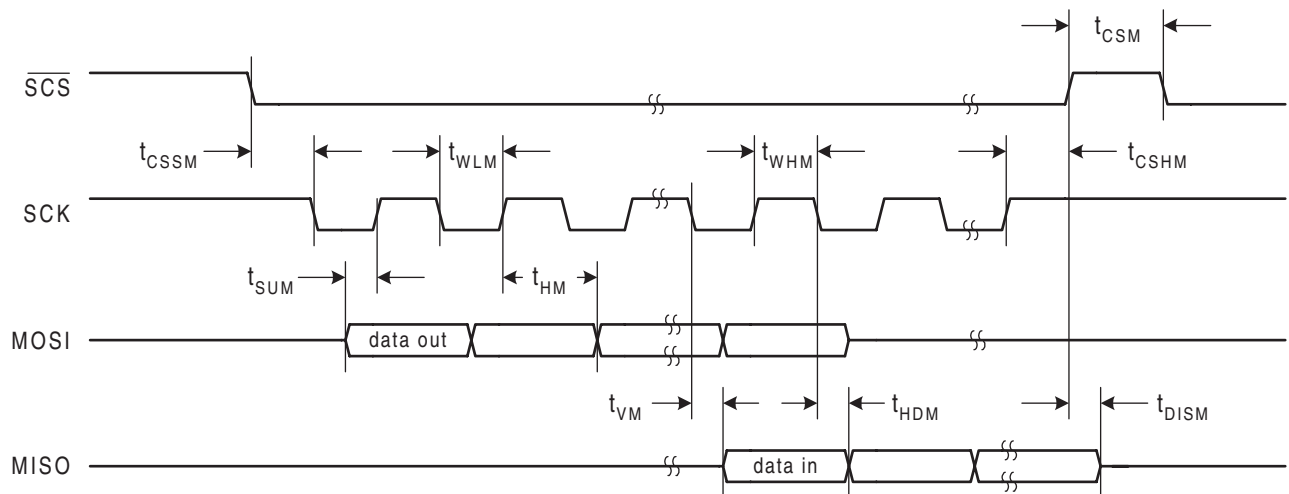 tCSM
SCS
tCSSM
tWLM
tWHM
tCSHM
SCK
tSUM
tHM
MOSI
data out
tVM
tHDM
tDISM
MISO
data in